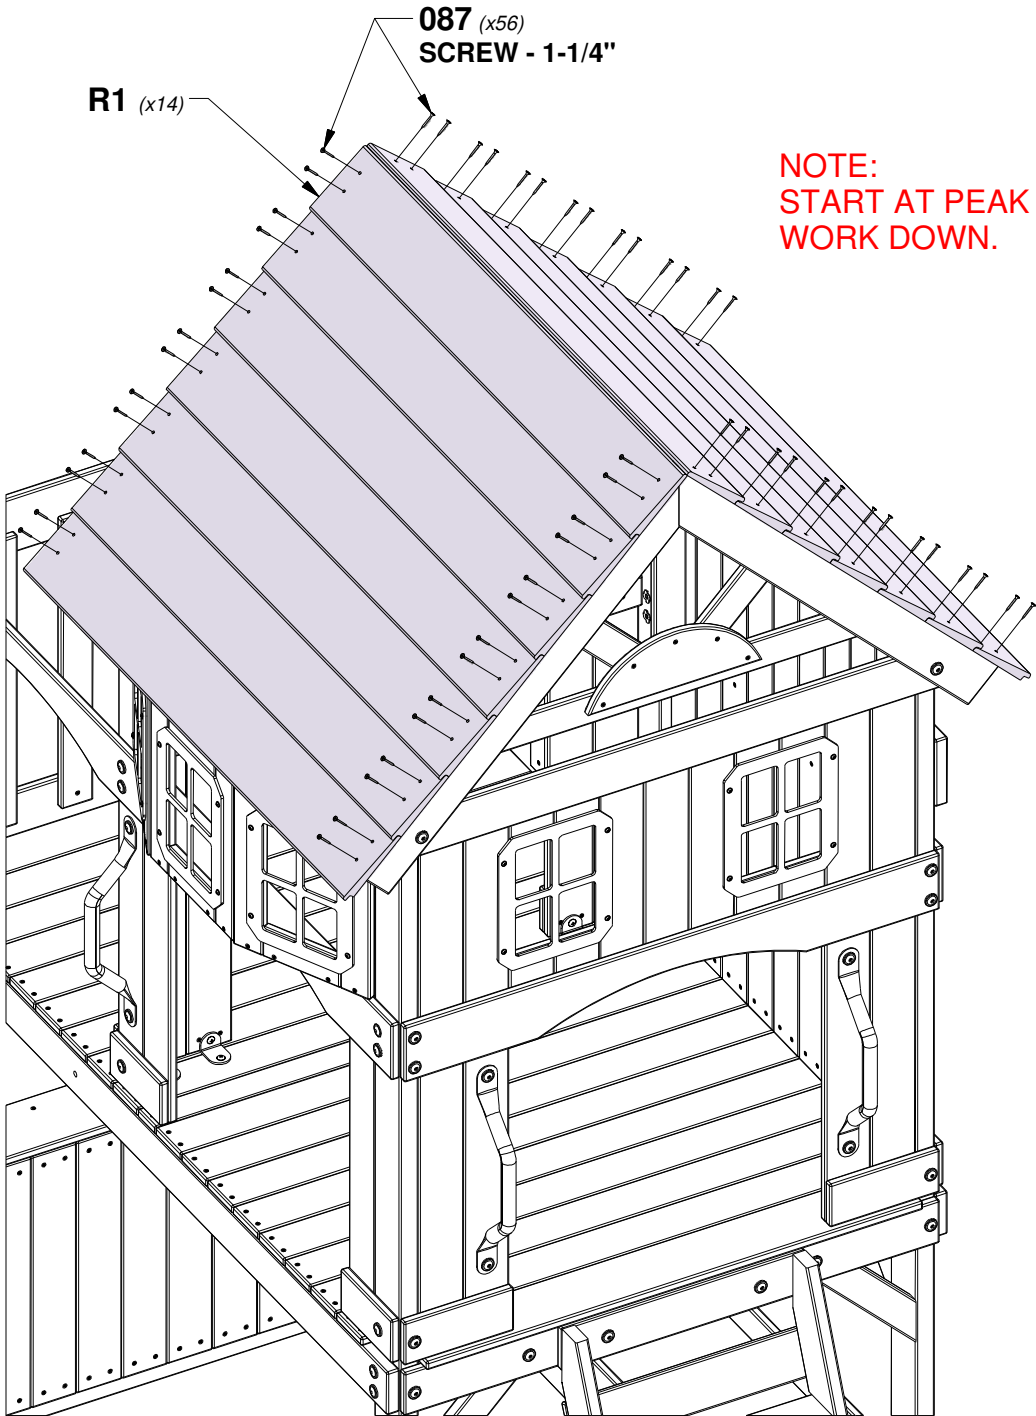 087 (x56)
SCREW - 1-1/4"
R1 (x14)
NOTE:
START AT PEAK
WORK DOWN.